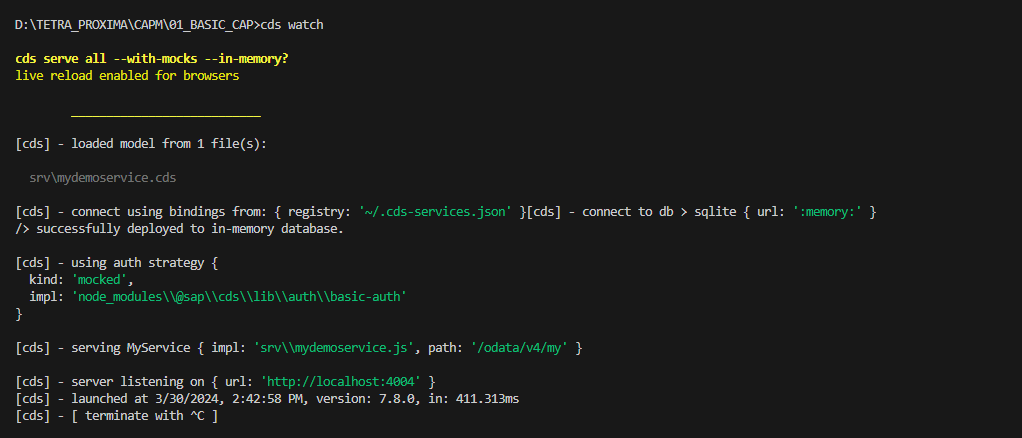 D:\TETRA_PROXIMA\CAPM\01_BASIC_CAP>cds watch
cds serve all --with-mocks --in-memory?
live reload enabled for browsers
___________________________
[cds] - loaded model from 1 file(s):
srv\mydemoservice.cds
[cds] - connect using bindings from: { registry: '~/.cds-services.json' }[cds] - connect to db > sqlite { url: ':memory:' }
/> successfully deployed to in-memory database.
[cds] - using auth strategy {
kind: 'mocked',
impl: 'node_modules\\@sap\\cds\\lib\\auth\\basic-auth'
}
[cds] - serving MyService { impl: 'srv\\mydemoservice.js', path: '/odata/v4/my' }
[cds] - server listening on { url: 'http://localhost:4004' }
[cds] - launched at 3/30/2024, 2:42:58 PM, version: 7.8.0, in: 411.313ms
[cds] - [ terminate with ^C ]